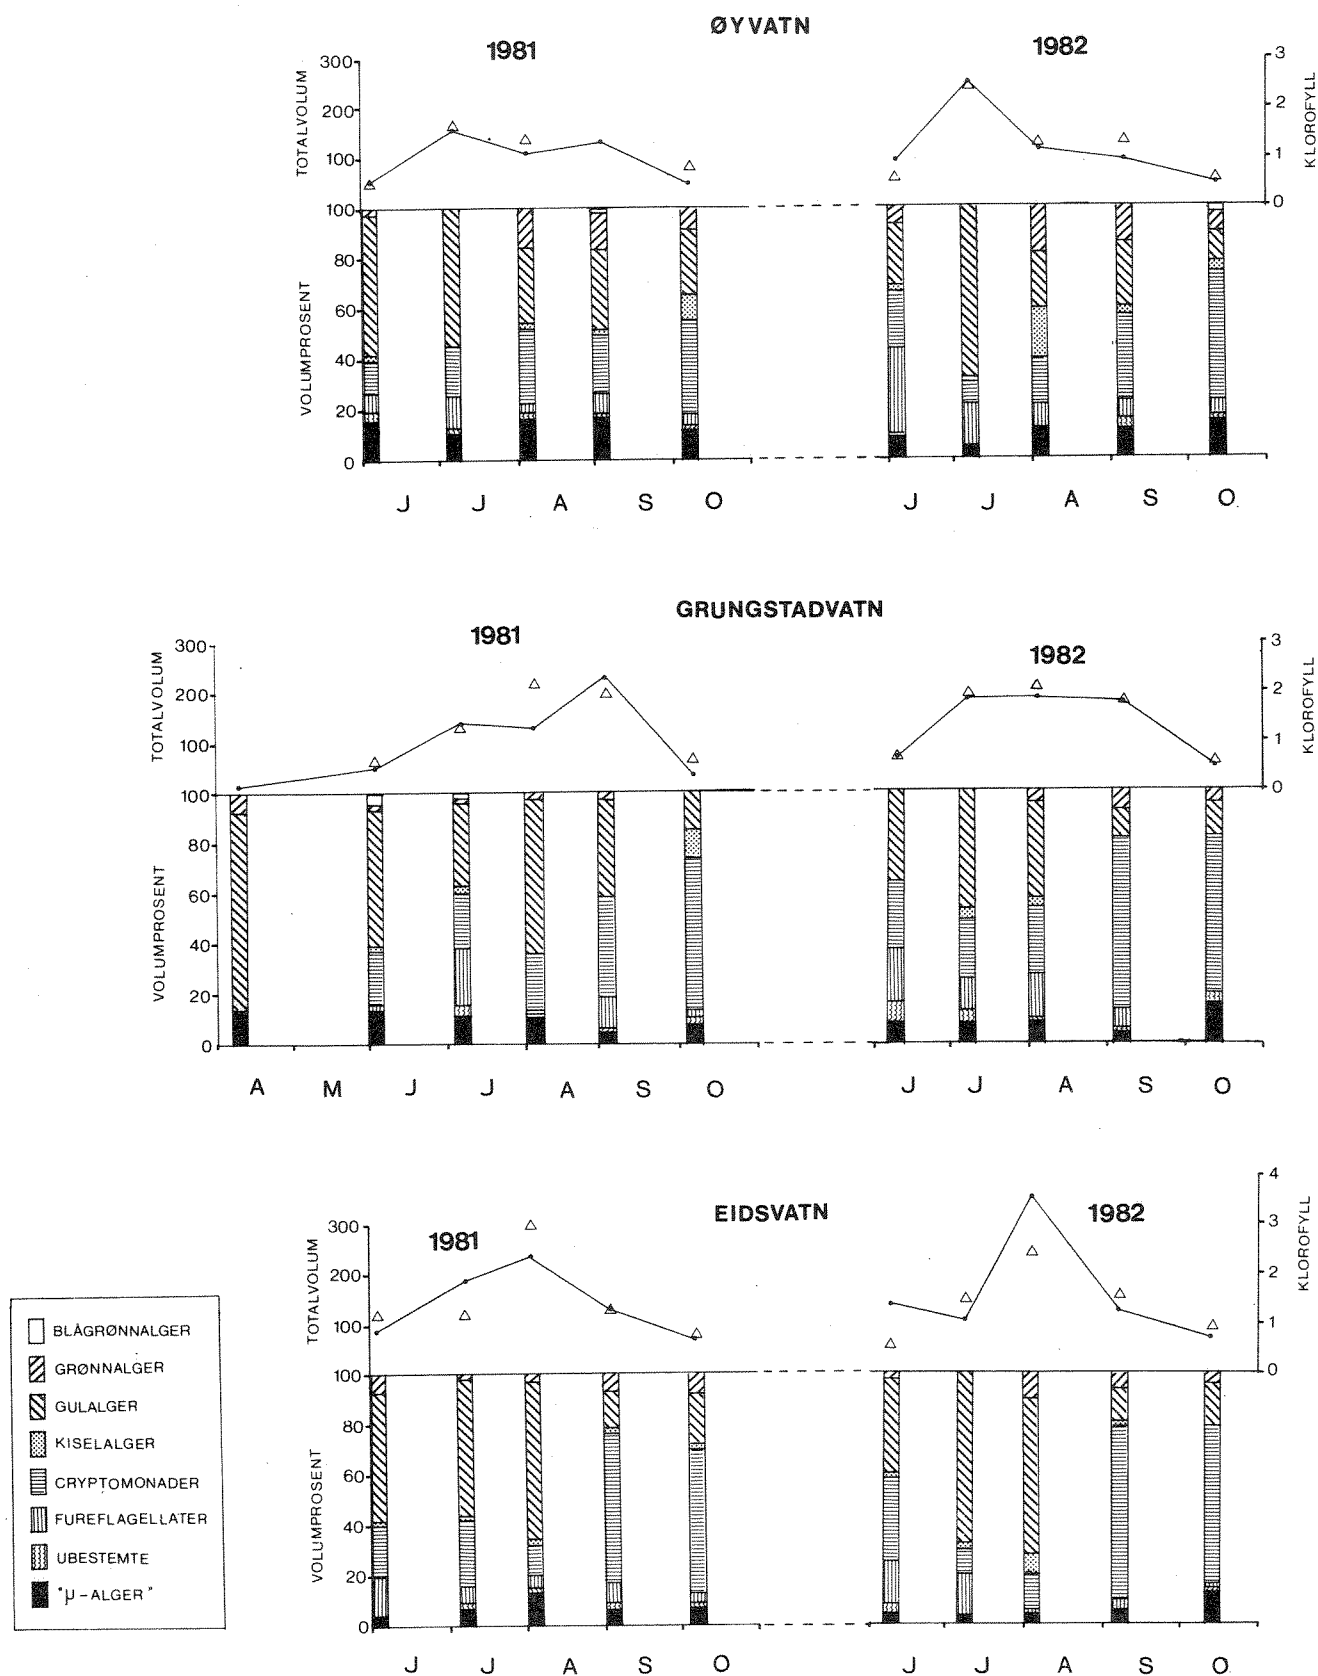 ØYVATN
1981
1982
TOTALVOLUM
300
200
100
3
2
1
0
KLOROFYLL
VOLUMPROSENT
100
80
60
40
20
0
J J A S O J J A S O
GRUNGSTADVATN
1981
1982
TOTALVOLUM
300
200
100
3
2
1
0
KLOROFYLL
VOLUMPROSENT
100
80
60
40
20
0
A M J J A S O J J A S O
EIDSVATN
1981
1982
TOTALVOLUM
300
200
100
4
3
2
1
0
KLOROFYLL
VOLUMPROSENT
100
80
60
40
20
0
J J A S O J J A S O
BLÅGRØNNALGER
GRØNNALGER
GULALGER
KISELALGER
CRYPTOMONADER
FUREFLAGELLATER
UBESTEMTE
"µ-ALGER"